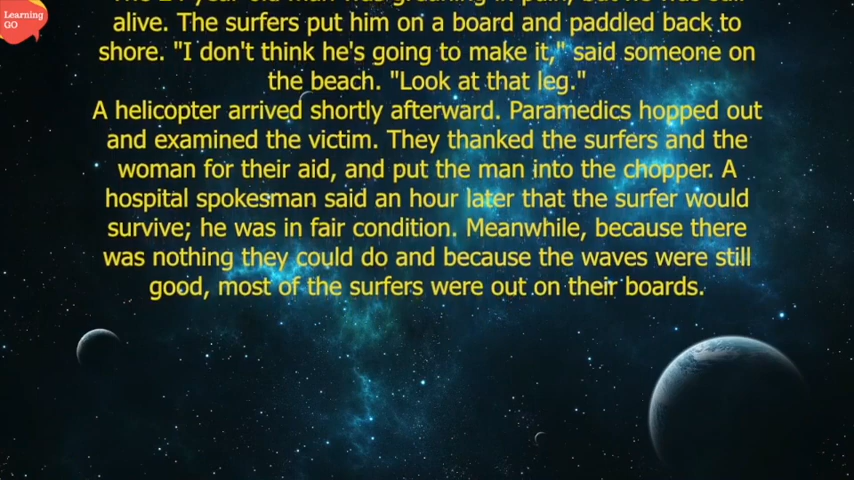 Learning
GO
alive. The surfers put him on a board and paddled back to
shore. "I don't think he's going to make it," said someone on
the beach. "Look at that leg."
A helicopter arrived shortly afterward. Paramedics hopped out
and examined the victim. They thanked the surfers and the
woman for their aid, and put the man into the chopper. A
hospital spokesman said an hour later that the surfer would
survive; he was in fair condition. Meanwhile, because there
was nothing they could do and because the waves were still
good, most of the surfers were out on their boards.